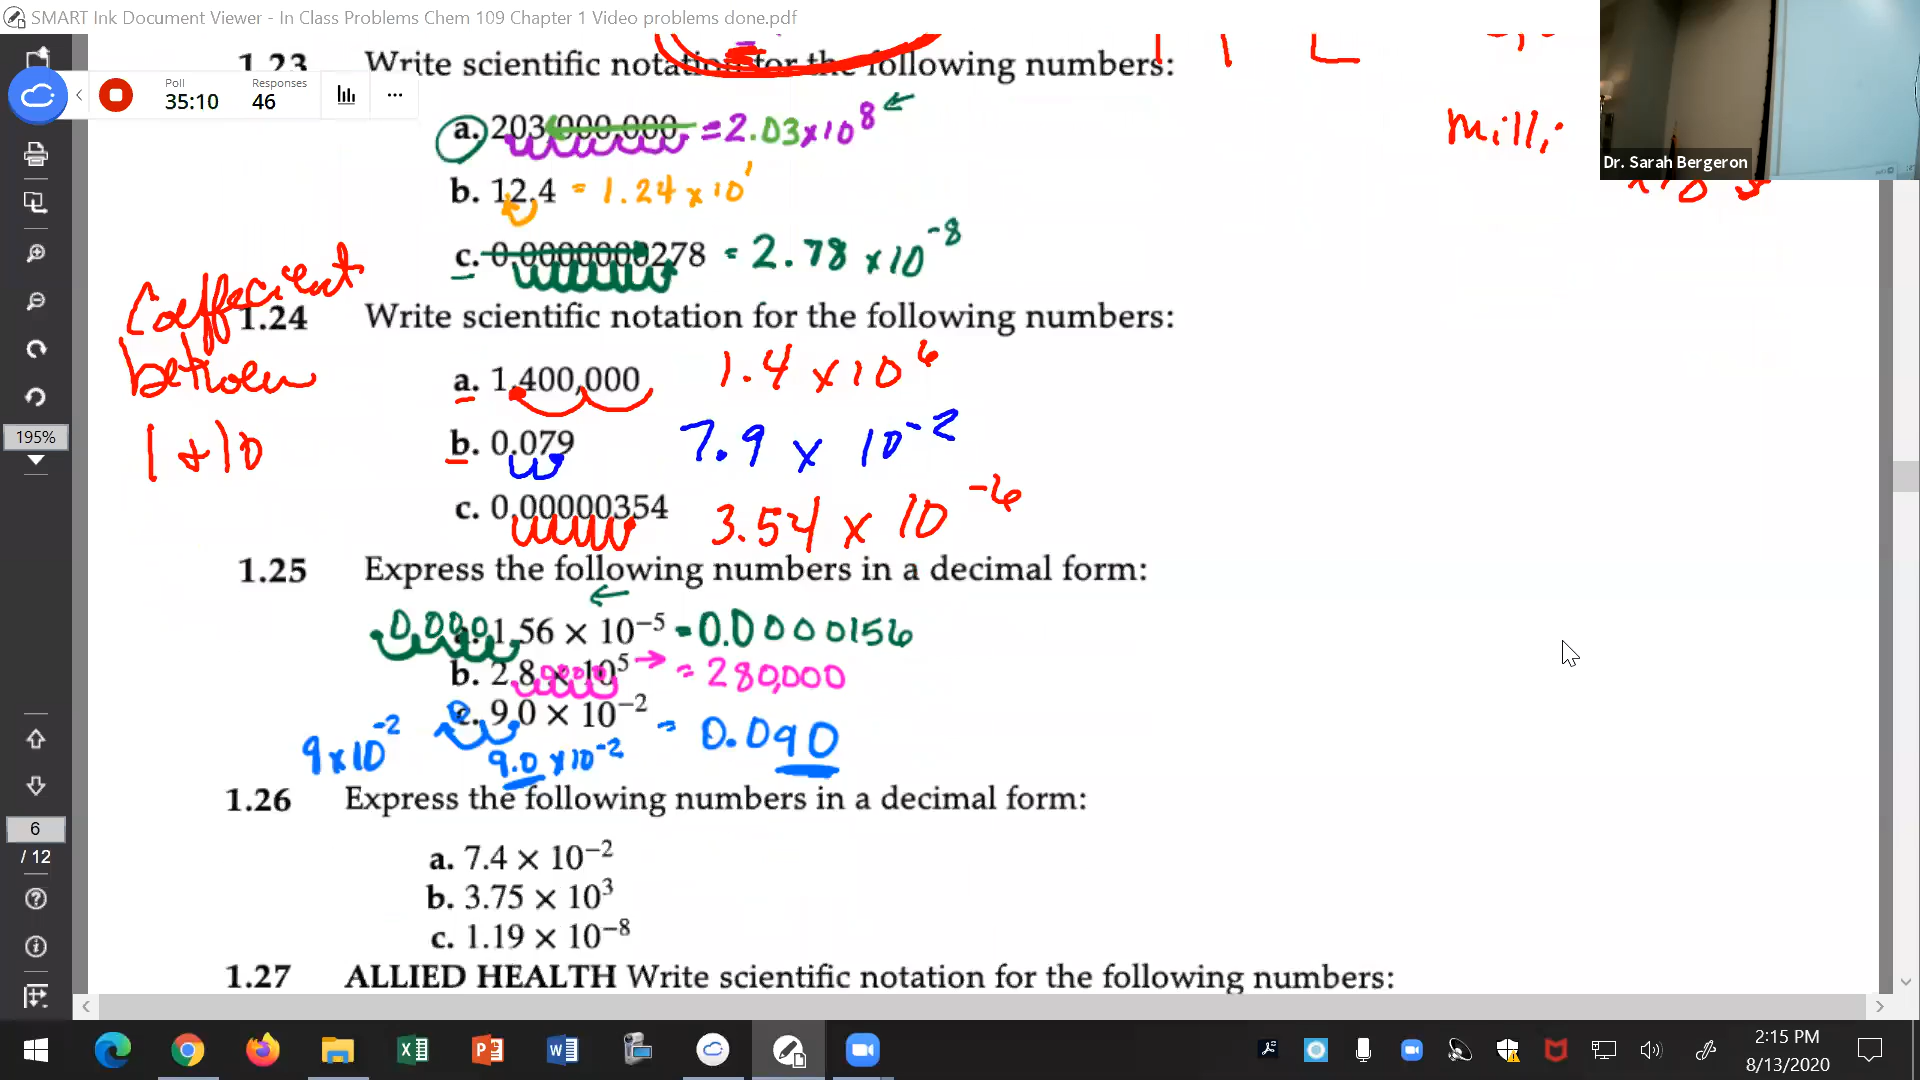 SMART Ink Document Viewer - In Class Problems Chem 109 Chapter 1 Video problems done.pdf
1.23 Write scientific notation for the following numbers:
Poll
35:10
Responses
46
a. 203,000,000. = 2.03 x 10^8
milli
Dr. Sarah Bergeron
b. 12.4 = 1.24 x 10^1
c. 0.0000000278 = 2.78 x 10^-8
Coeffecient
between
1 + 10
1.24 Write scientific notation for the following numbers:
a. 1,400,000 1.4 x 10^6
b. 0.079 7.9 x 10^-2
c. 0.00000354 3.54 x 10^-6
1.25 Express the following numbers in a decimal form:
0.000 1.56 × 10^-5 = 0.0000156
b. 2.8 × 10^5 = 280,000
c. 9.0 × 10^-2 = 0.090
9 x 10^-2 9.0 x 10^-2
1.26 Express the following numbers in a decimal form:
a. 7.4 × 10^-2
b. 3.75 × 10^3
c. 1.19 × 10^-8
1.27 ALLIED HEALTH Write scientific notation for the following numbers:
195%
6
/ 12
2:15 PM
8/13/2020